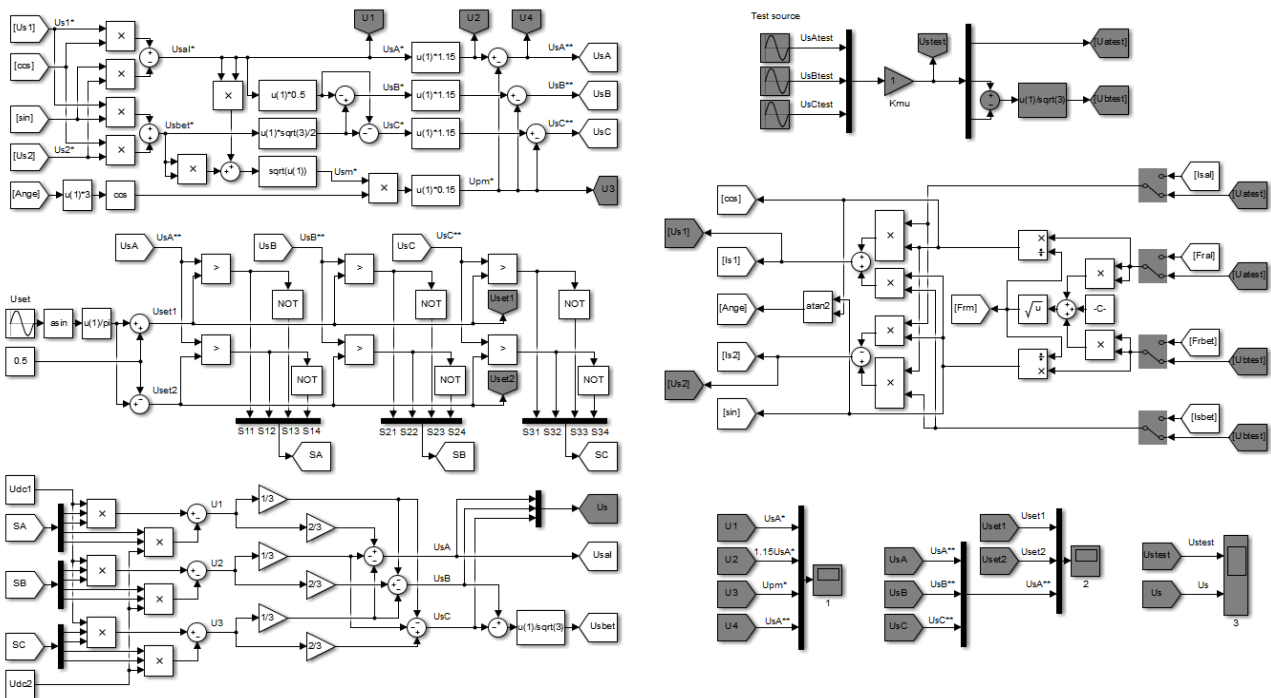 U1
U2
U4
[Us1]
Us1*
×
Usal*
UsA*
u(1)*1.15
UsA**
UsA
[cos]
×
×
u(1)*0.5
UsB*
u(1)*1.15
UsB**
UsB
[sin]
×
Usbet*
u(1)*sqrt(3)/2
UsC*
u(1)*1.15
UsC**
UsC
[Us2]
Us2*
×
×
sqrt(u(1))
Usm*
×
u(1)*0.15
Upm*
U3
[Ange]
u(1)*3
cos
UsA
UsA**
UsB
UsB**
UsC
UsC**
>
>
>
NOT
NOT
NOT
Uset
asin
u(1)/pi
Uset1
Uset1
0.5
>
>
>
Uset2
Uset2
NOT
NOT
NOT
S11 S12 S13 S14
S21 S22 S23 S24
S31 S32 S33 S34
SA
SB
SC
Udc1
SA
×
×
U1
1/3
2/3
Us
UsA
Usal
SB
×
×
U2
1/3
2/3
UsB
SC
×
×
U3
1/3
2/3
UsC
u(1)/sqrt(3)
Usbet
Udc2
Test source
UsAtest
UsBtest
UsCtest
1
Kmu
Ustest
[Uatest]
u(1)/sqrt(3)
[Ubtest]
[Isal]
[Uatest]
[cos]
[Us1]
[Is1]
×
×
×
÷
×
[Fral]
[Uatest]
[Ange]
atan2
[Frm]
√u
-C-
[Is2]
×
×
÷
×
×
[Frbet]
[Ubtest]
[Us2]
[sin]
[Isbet]
[Ubtest]
U1
UsA*
U2
1.15UsA*
U3
Upm*
U4
UsA**
1
Uset1
Uset1
Uset2
Uset2
UsA
UsA**
UsA**
UsB
UsB**
UsC
UsC**
2
Ustest
Ustest
Us
Us
3